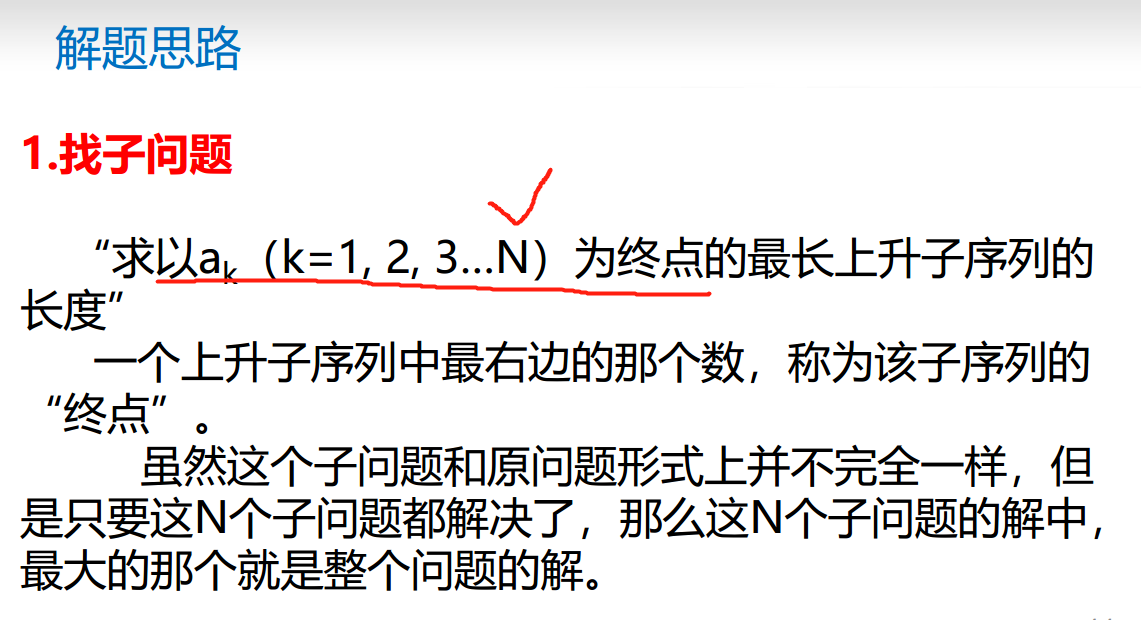 解题思路
1.找子问题
“求以ak（k=1, 2, 3…N）为终点的最长上升子序列的
长度”
一个上升子序列中最右边的那个数，称为该子序列的
“终点”。
虽然这个子问题和原问题形式上并不完全一样，但
是只要这N个子问题都解决了，那么这N个子问题的解中，
最大的那个就是整个问题的解。